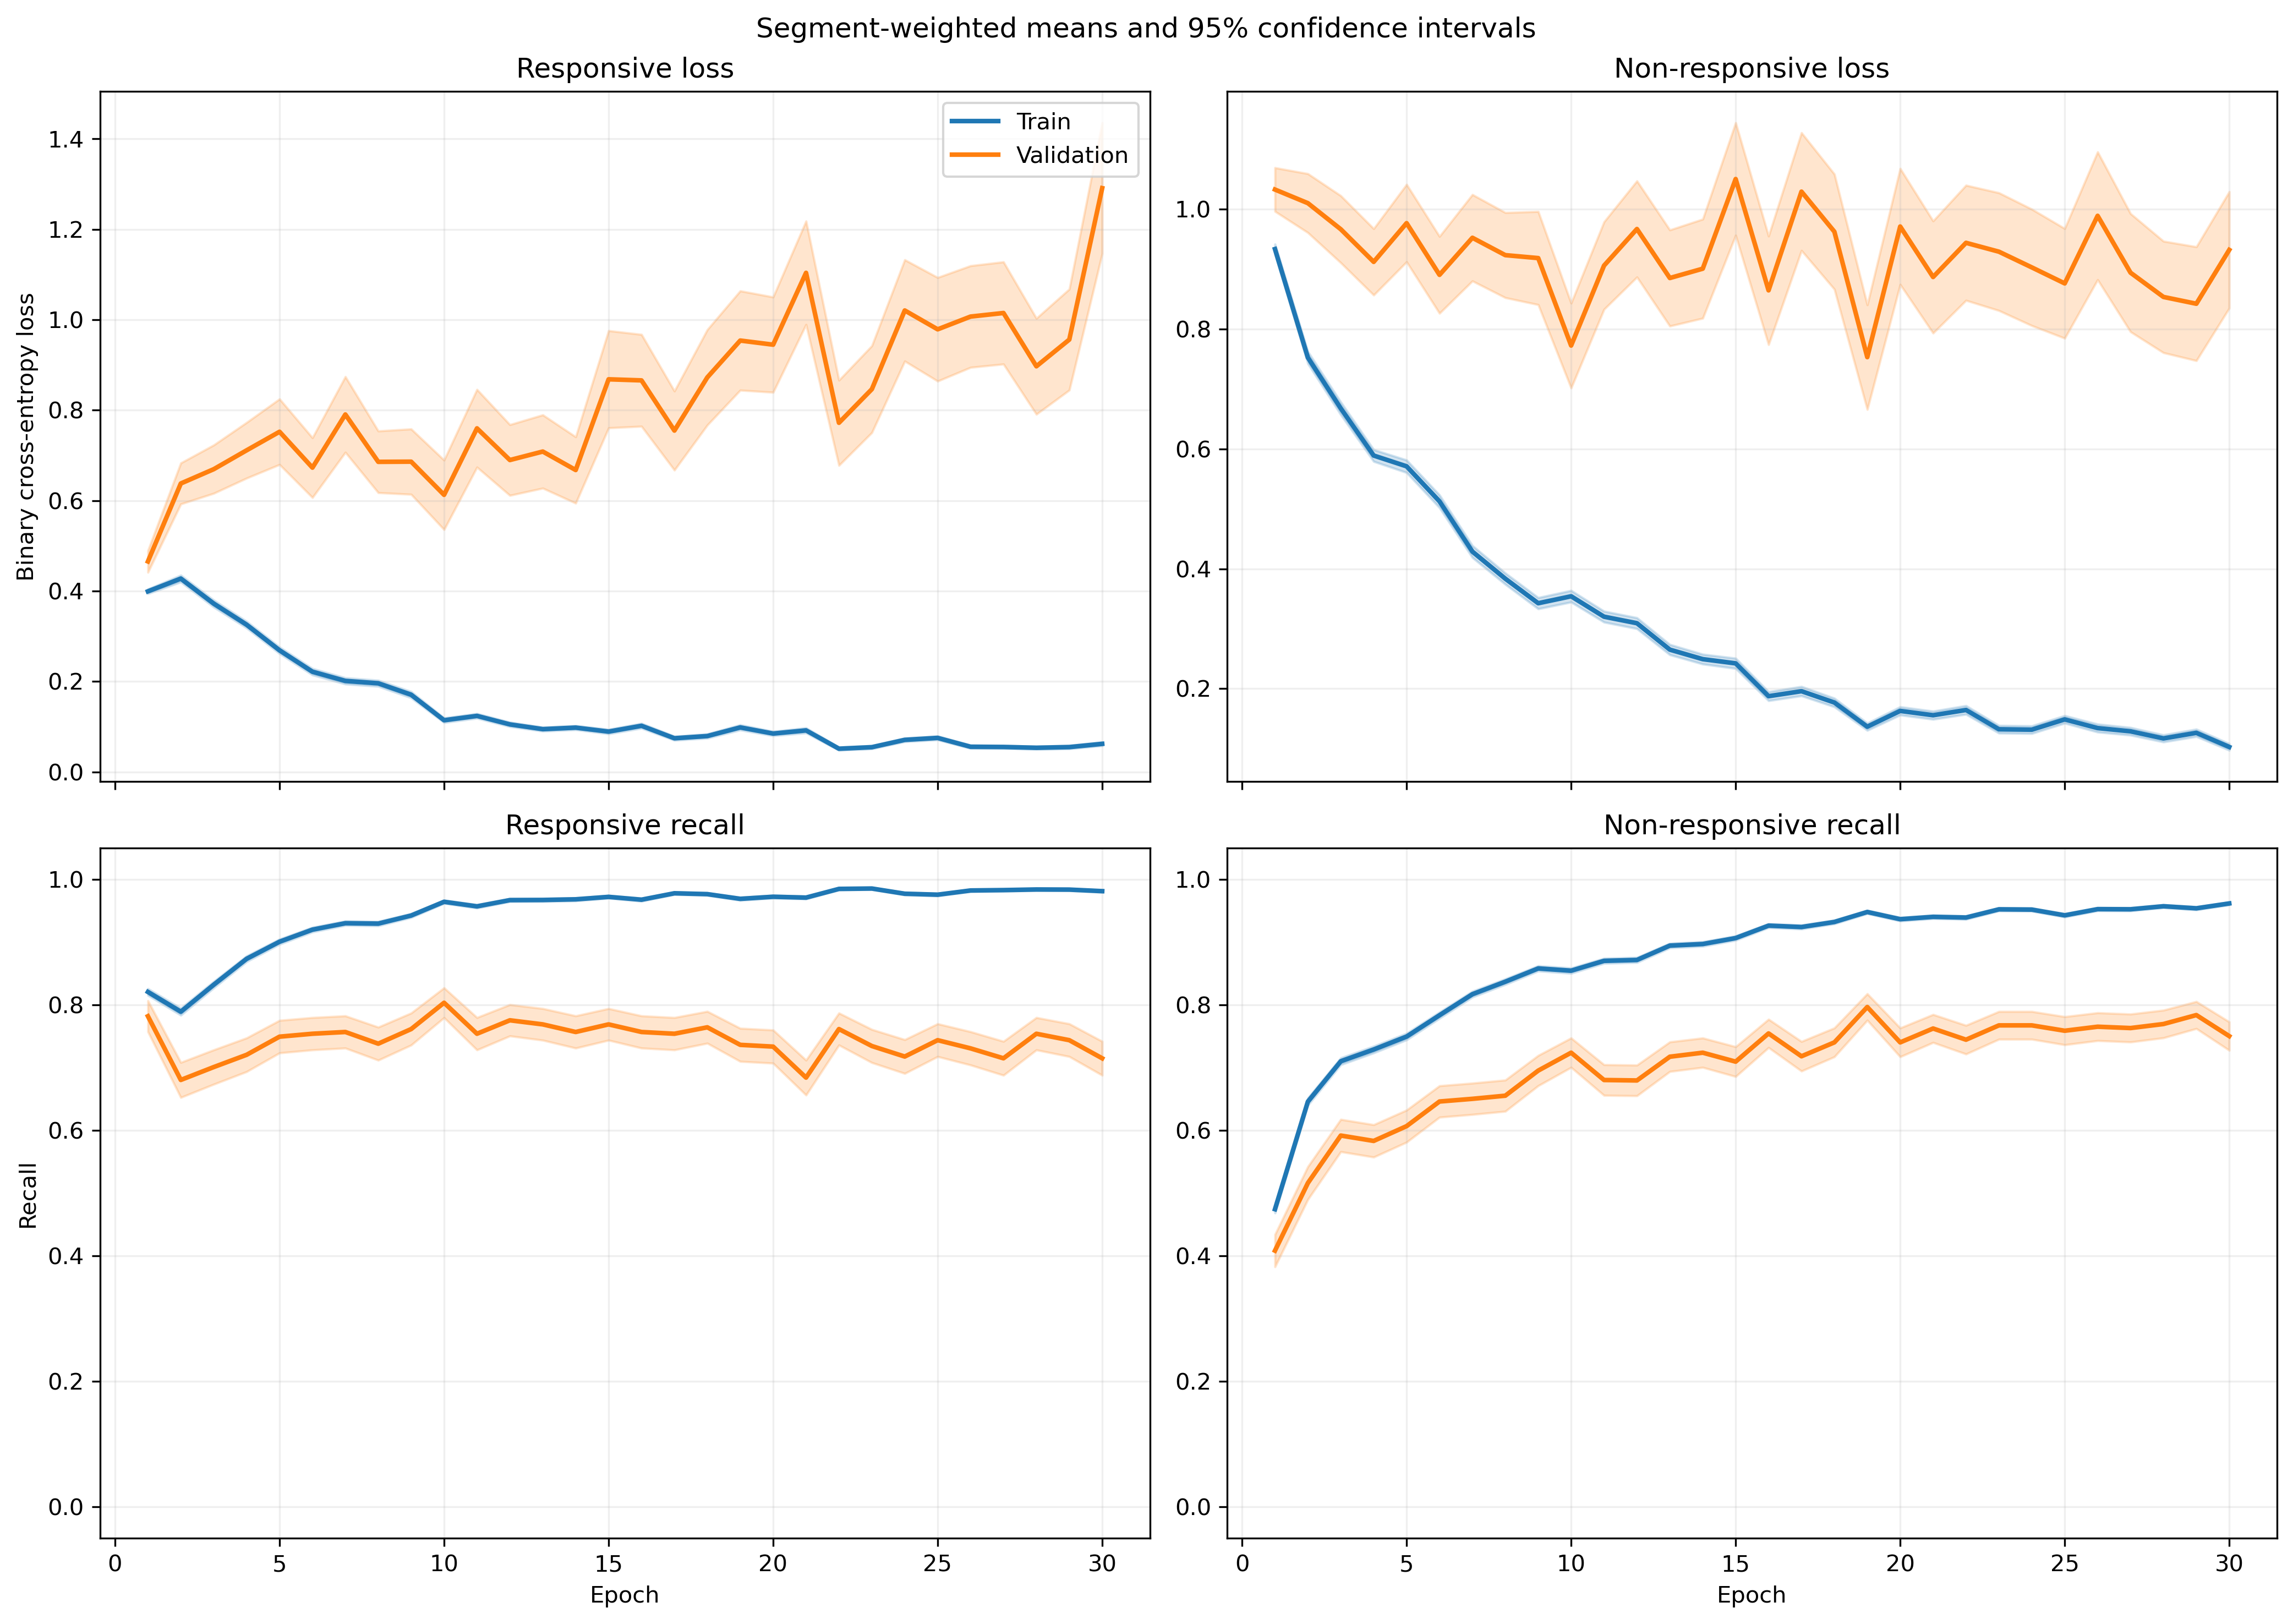 Segment-weighted means and 95% confidence intervals
Responsive loss
Non-responsive loss
Train
Validation
Binary cross-entropy loss
1.4
1.2
1.0
0.8
0.6
0.4
0.2
0.0
1.0
0.8
0.6
0.4
0.2
Responsive recall
Non-responsive recall
Recall
1.0
0.8
0.6
0.4
0.2
0.0
0 5 10 15 20 25 30
Epoch
1.0
0.8
0.6
0.4
0.2
0.0
0 5 10 15 20 25 30
Epoch